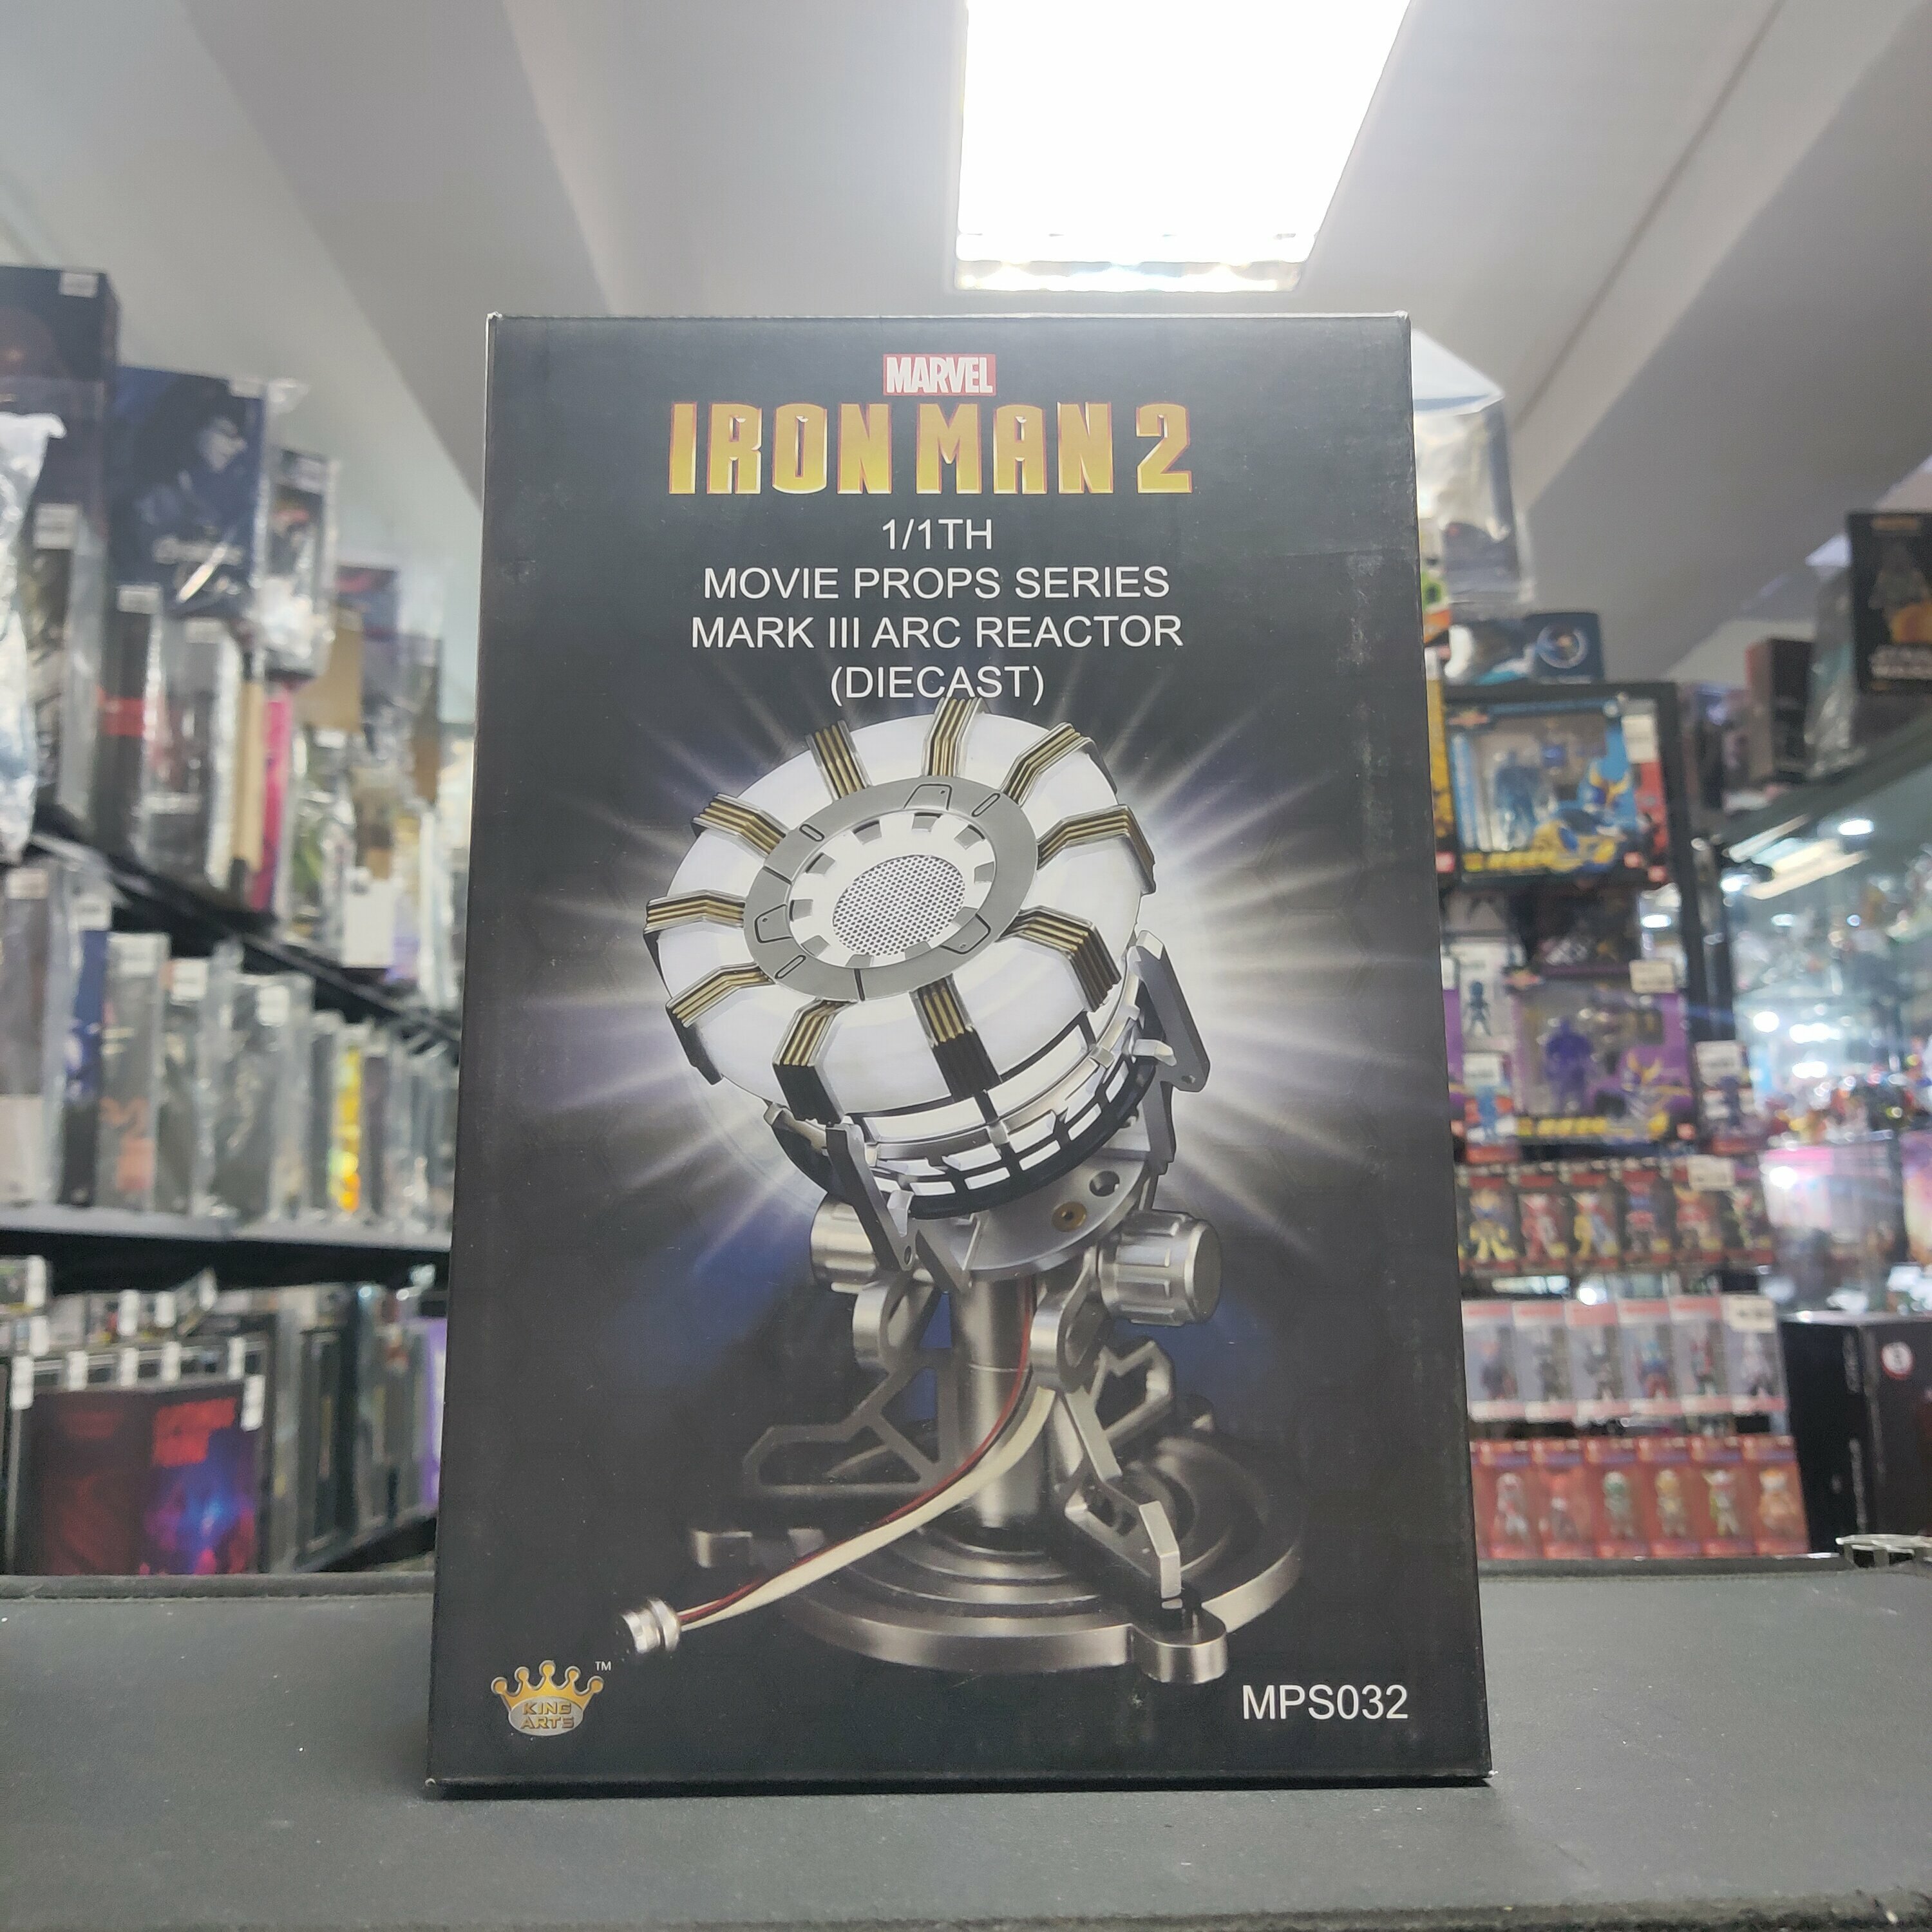 MARVEL
IRON MAN 2
1/1TH
MOVIE PROPS SERIES
MARK III ARC REACTOR
(DIECAST)
KING
ARTS
TM
MPS032